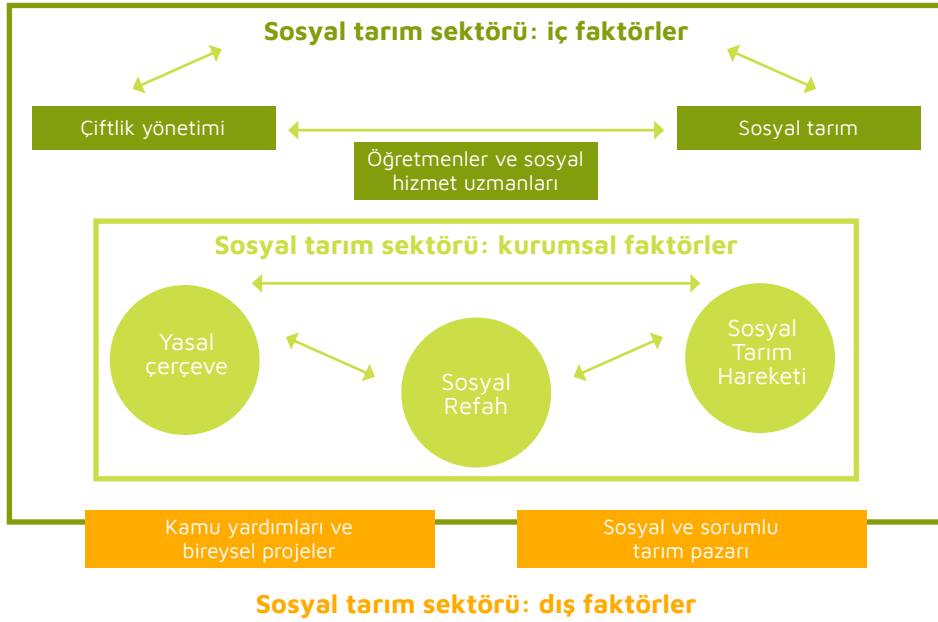 Sosyal tarım sektörü: iç faktörler
Çiftlik yönetimi
Sosyal tarım
Öğretmenler ve sosyal
hizmet uzmanları
Sosyal tarım sektörü: kurumsal faktörler
Yasal
çerçeve
Sosyal
Refah
Sosyal
Tarım
Hareketi
Kamu yardımları ve
bireysel projeler
Sosyal ve sorumlu
tarım pazarı
Sosyal tarım sektörü: dış faktörler